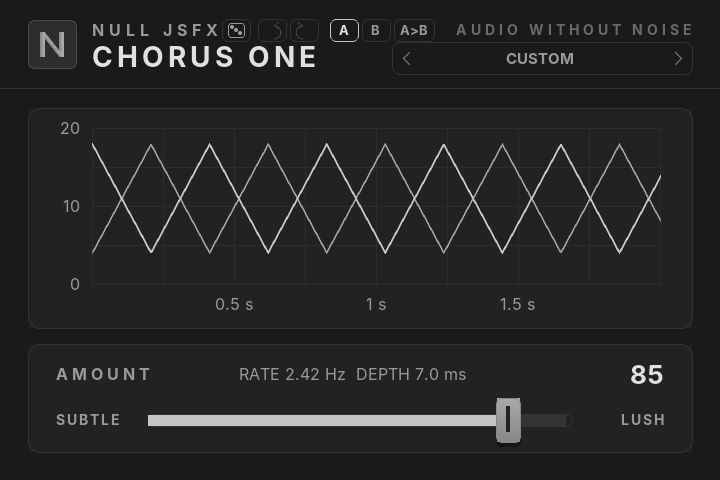 N
NULL JSFX A B A>B AUDIO WITHOUT NOISE
CHORUS ONE
CUSTOM
20
10
0
0.5 s 1 s 1.5 s
AMOUNT RATE 2.42 Hz DEPTH 7.0 ms 85
SUBTLE LUSH